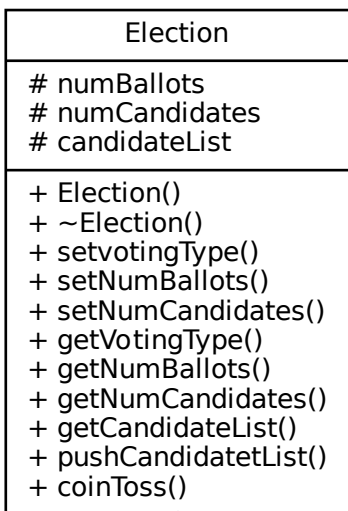 Election
# numBallots
# numCandidates
# candidateList
+ Election()
+ ~Election()
+ setvotingType()
+ setNumBallots()
+ setNumCandidates()
+ getVotingType()
+ getNumBallots()
+ getNumCandidates()
+ getCandidateList()
+ pushCandidatetList()
+ coinToss()